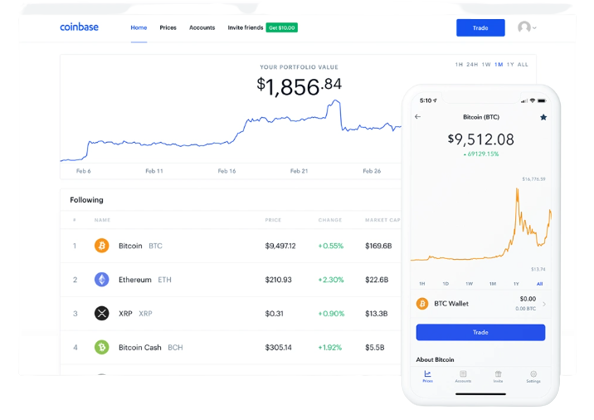 coinbase Home Prices Accounts Invite friends Get $10.00 Trade
YOUR PORTFOLIO VALUE
$1,856.84
1H 24H 1W 1M 1Y ALL
Feb 6 Feb 11 Feb 16 Feb 21 Feb 26
Following
# NAME PRICE CHANGE MARKET CAP
1 Bitcoin BTC $9,497.12 +0.55% $169.6B
2 Ethereum ETH $210.93 +2.30% $22.6B
3 XRP XRP $0.31 +0.90% $13.3B
4 Bitcoin Cash BCH $305.14 +1.92% $5.5B
5:10
Bitcoin (BTC)
$9,512.08
69129.15%
1H 1D 1W 1M 1Y All
BTC Wallet $0.00
0.00 BTC
Trade
About Bitcoin
Prices Accounts Invite Settings